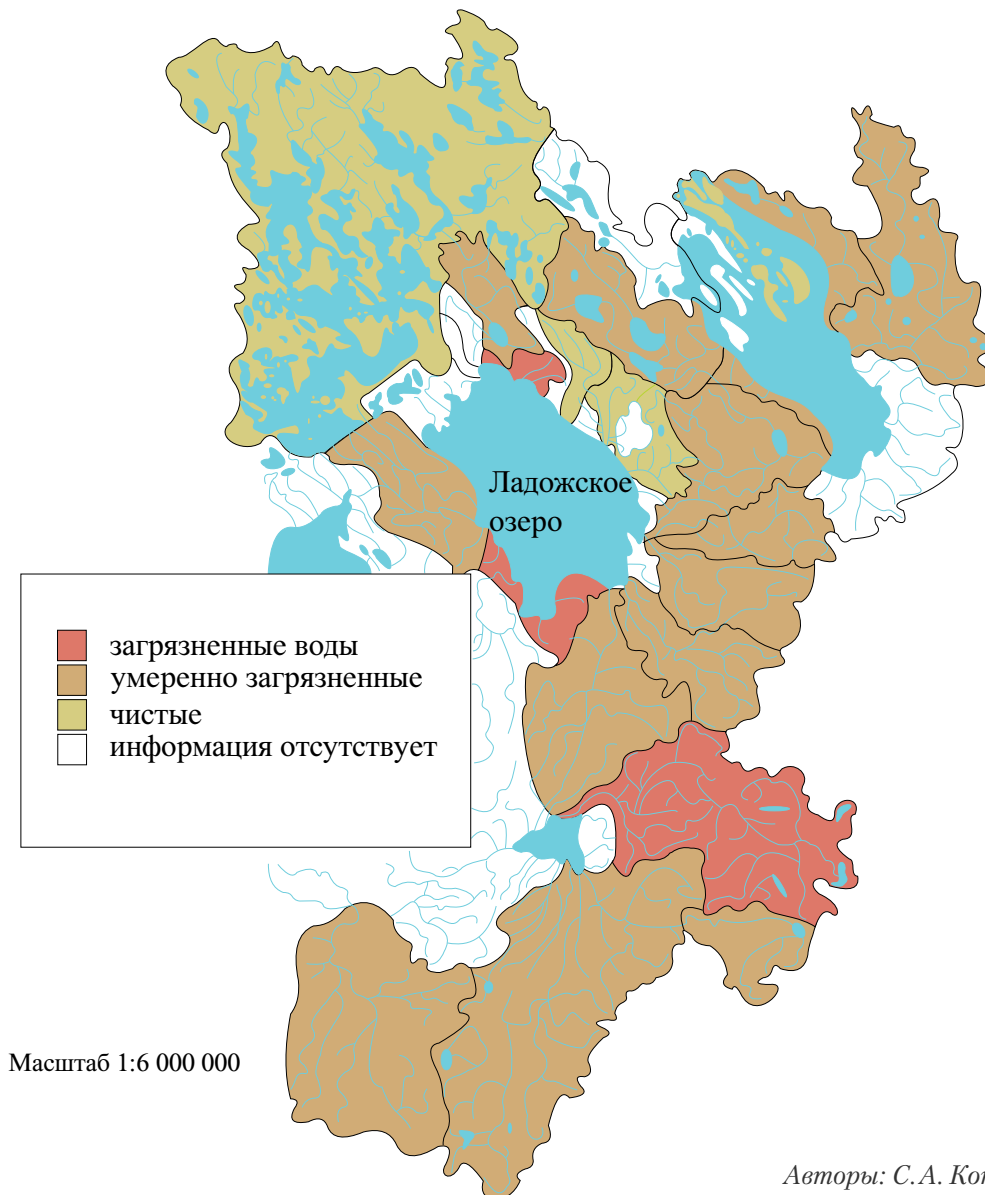 Ладожское
озеро
загрязненные воды
умеренно загрязненные
чистые
информация отсутствует
Масштаб 1:6 000 000
Авторы: С.А.